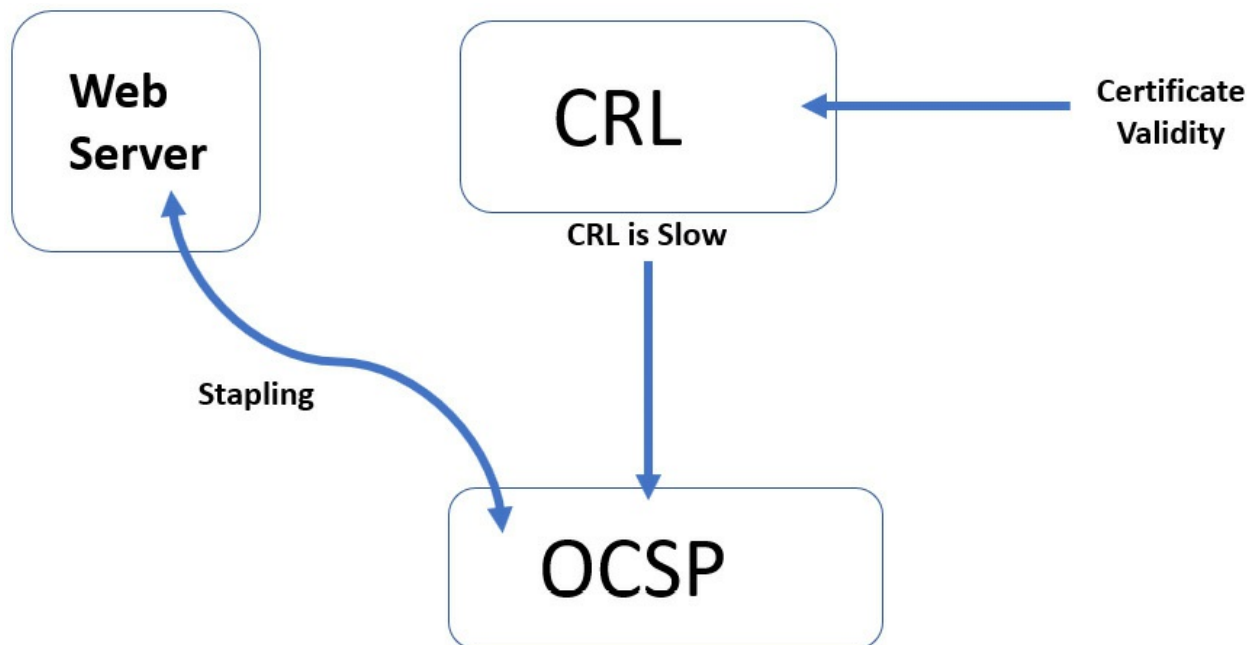 Web
Server
CRL
Certificate
Validity
CRL is Slow
Stapling
OCSP